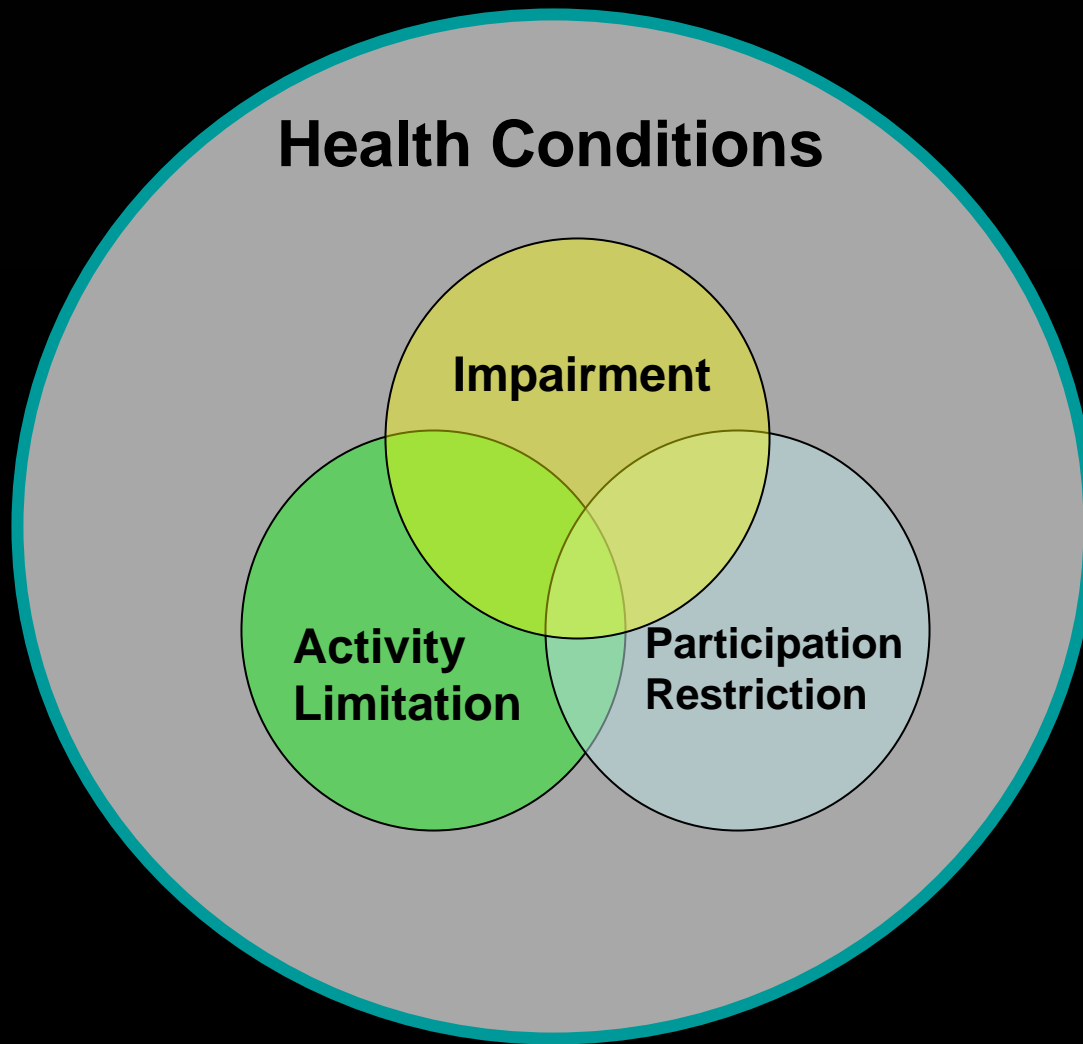 Health Conditions
Impairment
Activity
Limitation
Participation
Restriction